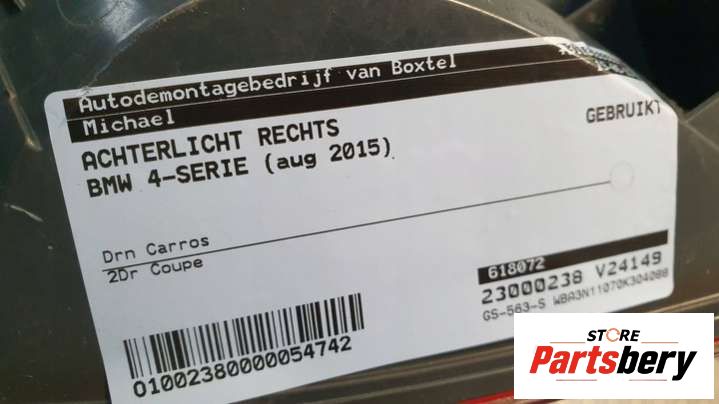 Autodemontagebedrijf van Boxtel
Michael
ACHTERLICHT RECHTS
GEBRUIKT
BMW 4-SERIE (aug 2015)
Drn Carros
2Dr Coupe
618072
23000238 V24149
GS-563-S WBA3N11070K304088
01002380000054742
STORE
Partsbery